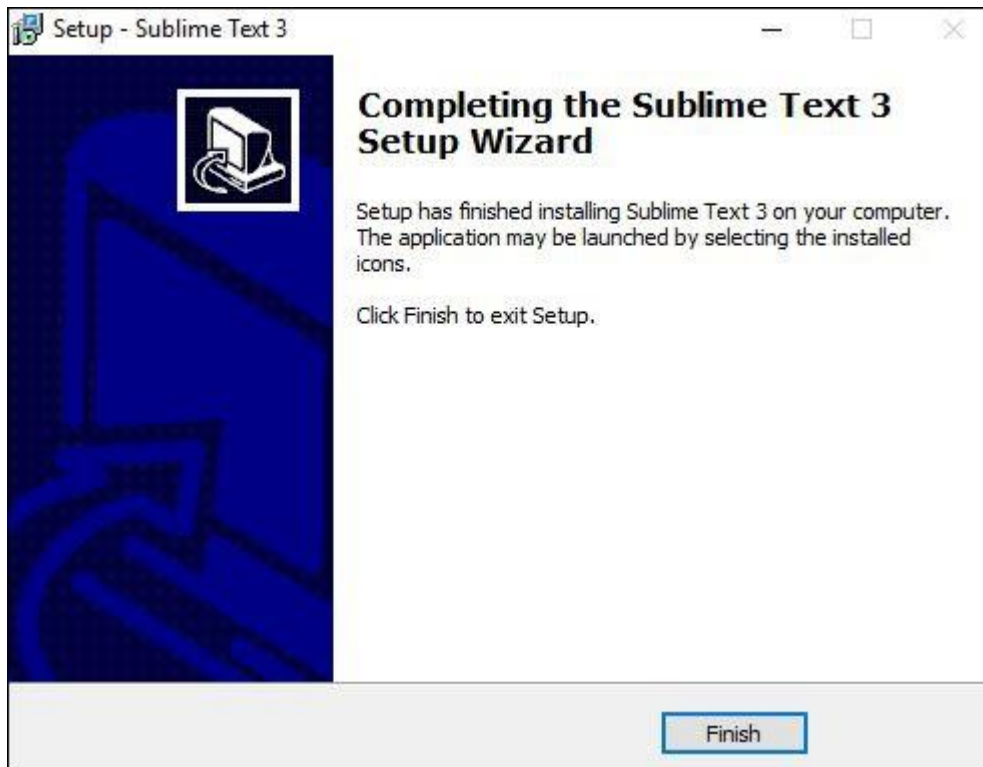 Setup - Sublime Text 3
Completing the Sublime Text 3
Setup Wizard
Setup has finished installing Sublime Text 3 on your computer.
The application may be launched by selecting the installed
icons.
Click Finish to exit Setup.
Finish